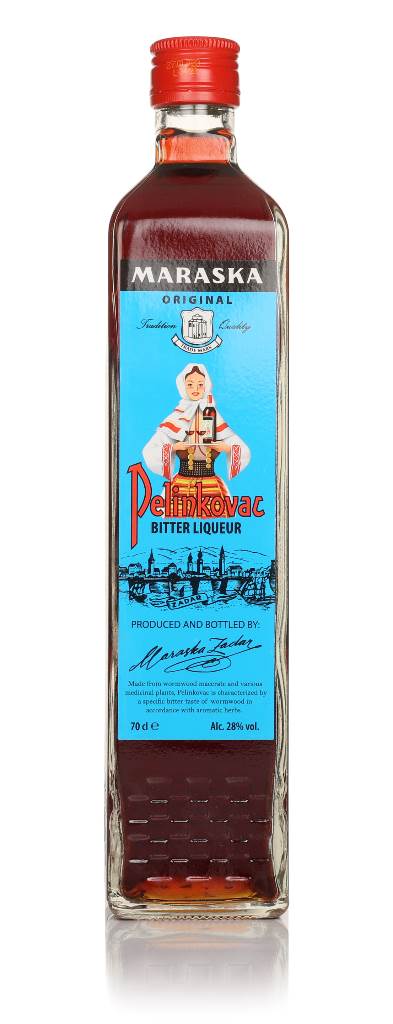 MARASKA
ORIGINAL
Tradition Quality
TRADE MARK
Pelinkovac
BITTER LIQUEUR
ZADAR
PRODUCED AND BOTTLED BY:
Maraska Zadar
Made from wormwood macerate and various
medicinal plants, Pelinkovac is characterized by
a specific bitter taste of wormwood in
accordance with aromatic herbs.
70 cl e Alc. 28% vol.